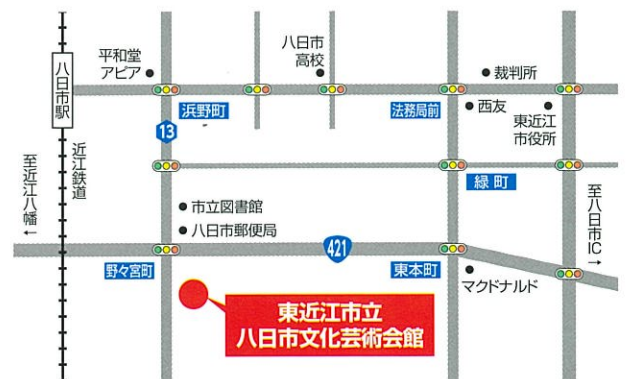 平和堂
アピア
八日市
高校
裁判所
八日市駅
浜野町
法務局前
西友
東近江
市役所
13
近江鉄道
至近江八幡←
緑町
至八日市IC→
市立図書館
八日市郵便局
421
野々宮町
東本町
マクドナルド
東近江市立
八日市文化芸術会館